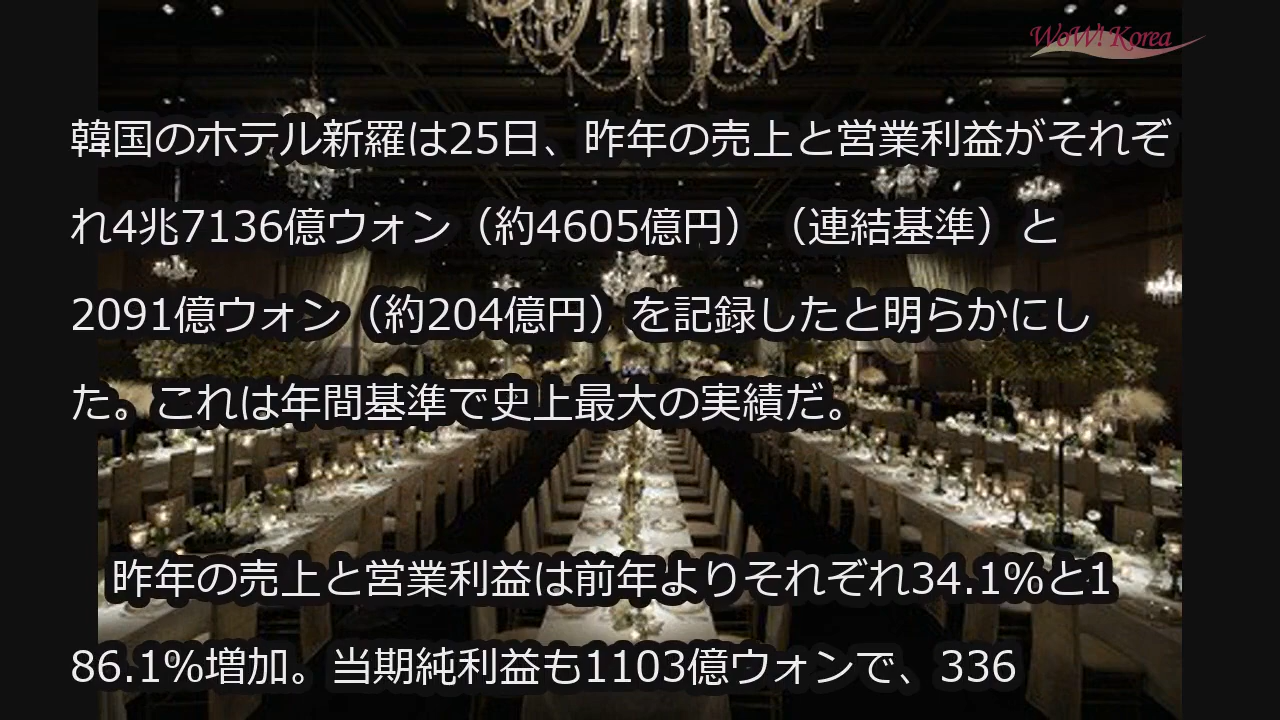 WoW! Korea
韓国のホテル新羅は25日、昨年の売上と営業利益がそれぞ
れ4兆7136億ウォン（約4605億円）（連結基準）と
2091億ウォン（約204億円）を記録したと明らかにし
た。これは年間基準で史上最大の実績だ。
昨年の売上と営業利益は前年よりそれぞれ34.1%と1
86.1%増加。当期純利益も1103億ウォンで、336